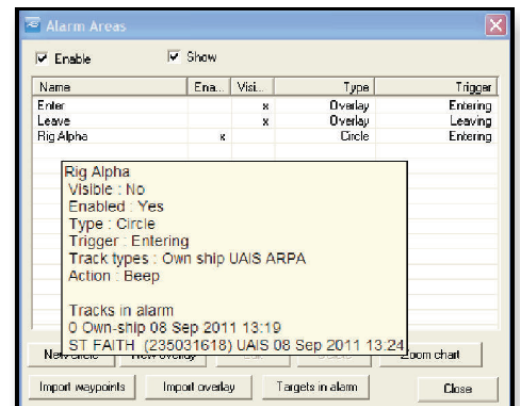 Alarm Areas
Enable Show
Name Ena... Visi... Type Trigger
Enter x Overlay Entering
Leave x Overlay Leaving
Rig Alpha x Circle Entering
Rig Alpha
Visible : No
Enabled : Yes
Type : Circle
Trigger : Entering
Track types : Own ship UAIS ARPA
Action : Beep
Tracks in alarm
0 Own-ship 08 Sep 2011 13:19
ST FAITH (235031618) UAIS 08 Sep 2011 13:24
Zoom chart
Import waypoints Import overlay Targets in alarm Close